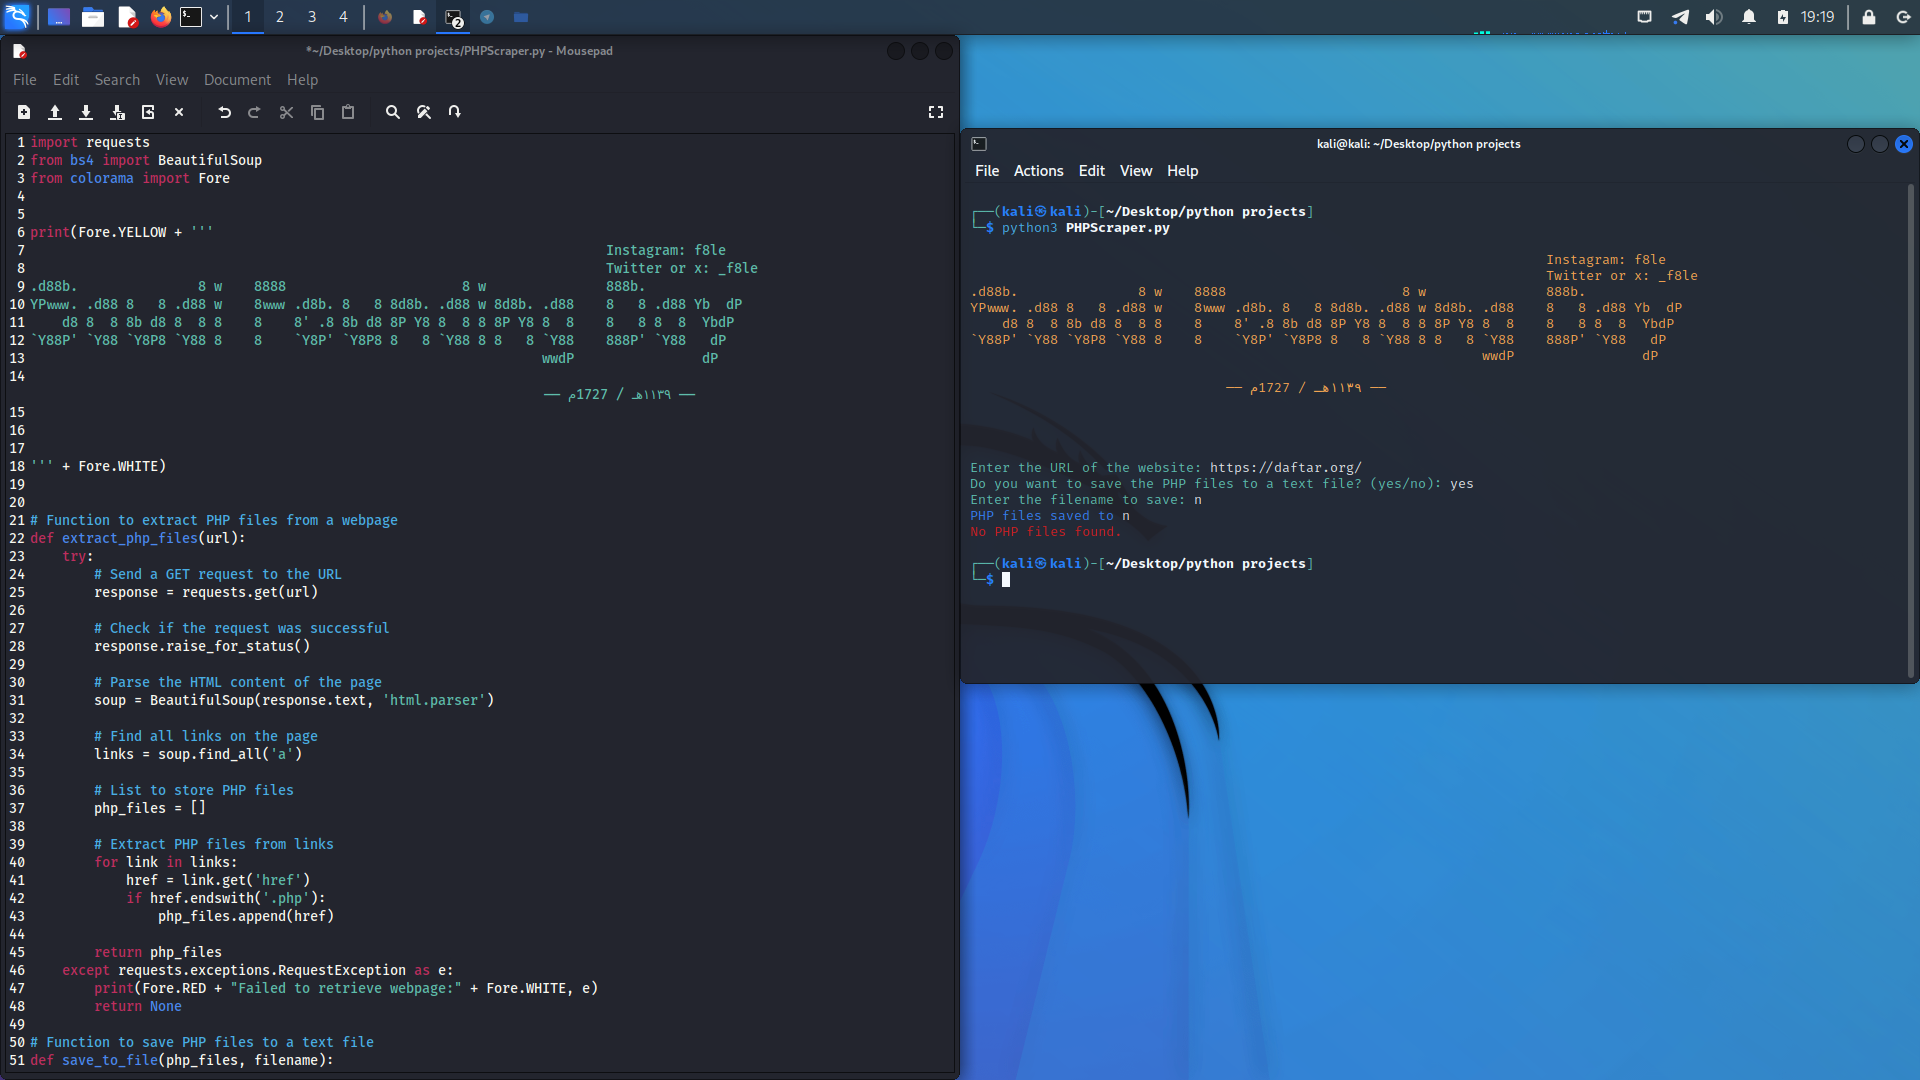 1 2 3 4
19:19
*~/Desktop/python projects/PHPScraper.py - Mousepad
File Edit Search View Document Help
1 import requests
2 from bs4 import BeautifulSoup
3 from colorama import Fore
4
5
6 print(Fore.YELLOW + '''
7 Instagram: f8le
8 Twitter or x: _f8le
9 .d88b.               8 w    8888                      8 w               888b.
10 YPwww. .d88 8   8 .d88 w    8www .d8b. 8   8 8d8b. .d88 w 8d8b. .d88    8   8 .d88 Yb  dP
11     d8 8  8 8b d8 8  8 8    8    8' .8 8b d8 8P Y8 8  8 8 8P Y8 8  8    8   8 8  8  YbdP
12 `Y88P' `Y88 `Y8P8 `Y88 8    8    `Y8P' `Y8P8 8   8 `Y88 8 8   8 `Y88    888P' `Y88   dP
13                                                                 wwdP                dP
14
── ١١٣٩هـ / 1727م ──
15
16
17
18 ''' + Fore.WHITE)
19
20
21 # Function to extract PHP files from a webpage
22 def extract_php_files(url):
23     try:
24         # Send a GET request to the URL
25         response = requests.get(url)
26
27         # Check if the request was successful
28         response.raise_for_status()
29
30         # Parse the HTML content of the page
31         soup = BeautifulSoup(response.text, 'html.parser')
32
33         # Find all links on the page
34         links = soup.find_all('a')
35
36         # List to store PHP files
37         php_files = []
38
39         # Extract PHP files from links
40         for link in links:
41             href = link.get('href')
42             if href.endswith('.php'):
43                 php_files.append(href)
44
45         return php_files
46     except requests.exceptions.RequestException as e:
47         print(Fore.RED + "Failed to retrieve webpage:" + Fore.WHITE, e)
48         return None
49
50 # Function to save PHP files to a text file
51 def save_to_file(php_files, filename):
kali@kali: ~/Desktop/python projects
File Actions Edit View Help
┌──(kali㉿kali)-[~/Desktop/python projects]
└─$ python3 PHPScraper.py
Instagram: f8le
Twitter or x: _f8le
.d88b.               8 w    8888                      8 w               888b.
YPwww. .d88 8   8 .d88 w    8www .d8b. 8   8 8d8b. .d88 w 8d8b. .d88    8   8 .d88 Yb  dP
    d8 8  8 8b d8 8  8 8    8    8' .8 8b d8 8P Y8 8  8 8 8P Y8 8  8    8   8 8  8  YbdP
`Y88P' `Y88 `Y8P8 `Y88 8    8    `Y8P' `Y8P8 8   8 `Y88 8 8   8 `Y88    888P' `Y88   dP
                                                                wwdP                dP
── ١١٣٩هـ / 1727م ──
Enter the URL of the website: https://daftar.org/
Do you want to save the PHP files to a text file? (yes/no): yes
Enter the filename to save: n
PHP files saved to n
No PHP files found.
┌──(kali㉿kali)-[~/Desktop/python projects]
└─$